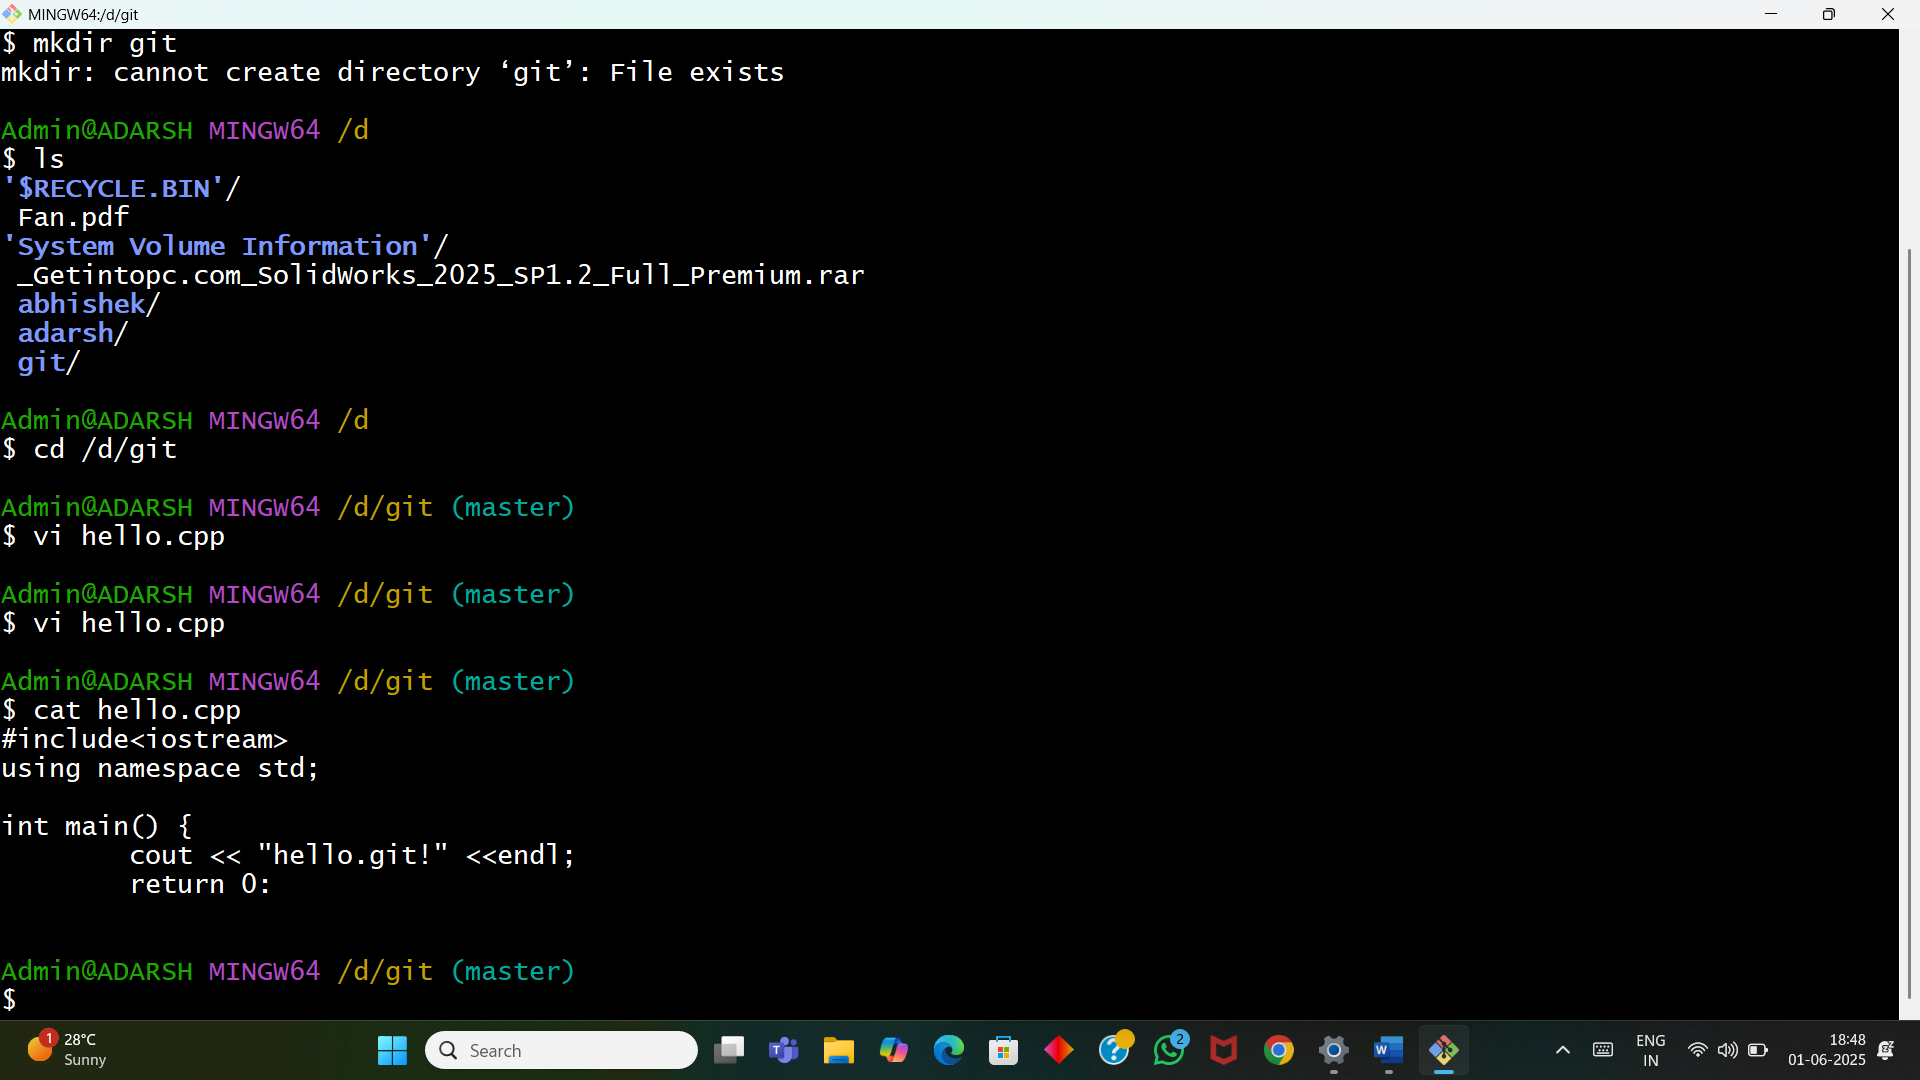 MINGW64:/d/git
$ mkdir git
mkdir: cannot create directory ‘git’: File exists
Admin@ADARSH MINGW64 /d
$ ls
'$RECYCLE.BIN'/
Fan.pdf
'System Volume Information'/
_Getintopc.com_SolidWorks_2025_SP1.2_Full_Premium.rar
abhishek/
adarsh/
git/
Admin@ADARSH MINGW64 /d
$ cd /d/git
Admin@ADARSH MINGW64 /d/git (master)
$ vi hello.cpp
Admin@ADARSH MINGW64 /d/git (master)
$ vi hello.cpp
Admin@ADARSH MINGW64 /d/git (master)
$ cat hello.cpp
#include<iostream>
using namespace std;
int main() {
cout << "hello.git!" <<endl;
return 0:
Admin@ADARSH MINGW64 /d/git (master)
$
1
28°C
Sunny
Search
T
?
2
W
ENG
IN
18:48
01-06-2025